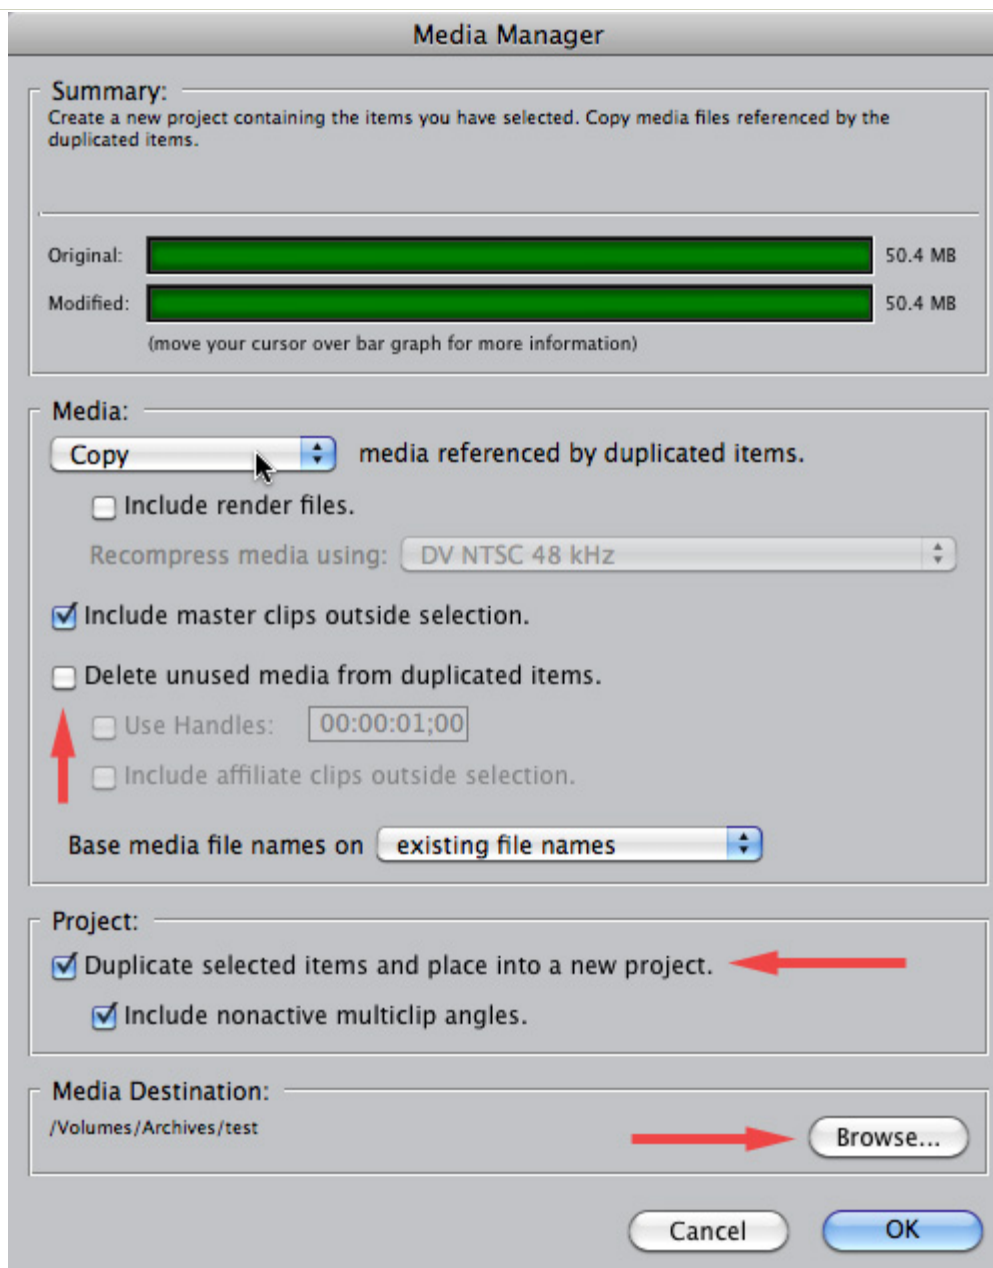 Media Manager
Summary:
Create a new project containing the items you have selected. Copy media files referenced by the
duplicated items.
Original: 50.4 MB
Modified: 50.4 MB
(move your cursor over bar graph for more information)
Media:
Copy media referenced by duplicated items.
Include render files.
Recompress media using: DV NTSC 48 kHz
Include master clips outside selection.
Delete unused media from duplicated items.
Use Handles: 00:00:01;00
Include affiliate clips outside selection.
Base media file names on existing file names
Project:
Duplicate selected items and place into a new project.
Include nonactive multiclip angles.
Media Destination:
/Volumes/Archives/test
Browse...
Cancel OK